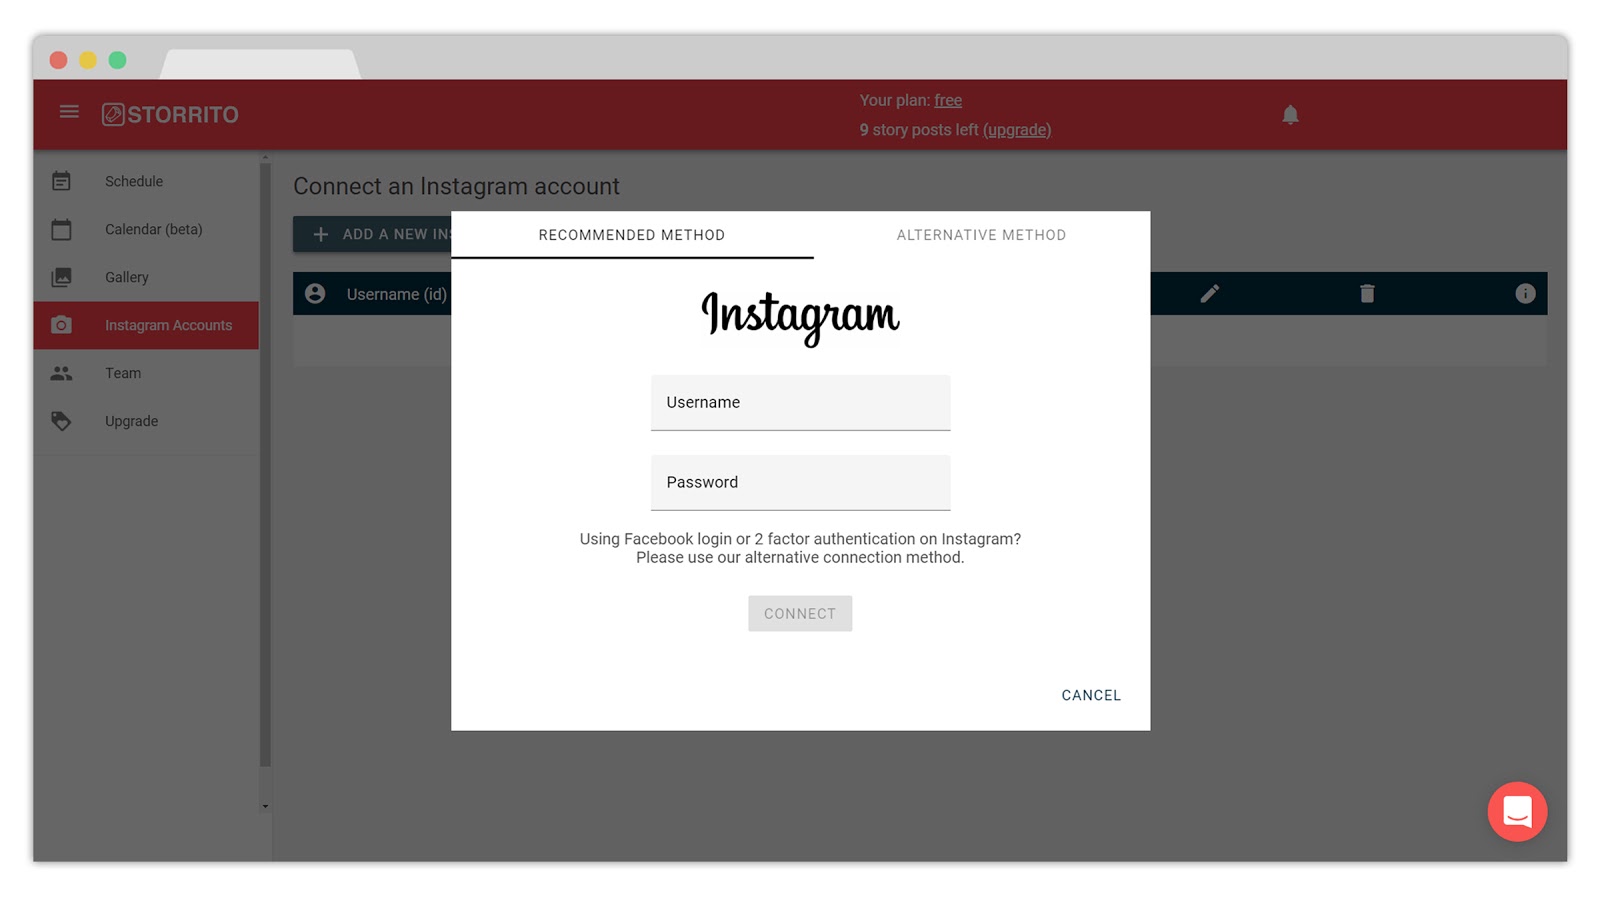 STORRITO
Your plan: free
9 story posts left (upgrade)
Schedule
Calendar (beta)
Gallery
Instagram Accounts
Team
Upgrade
Connect an Instagram account
ADD A NEW INS
Username (id)
RECOMMENDED METHOD
ALTERNATIVE METHOD
Instagram
Username
Password
Using Facebook login or 2 factor authentication on Instagram?
Please use our alternative connection method.
CONNECT
CANCEL